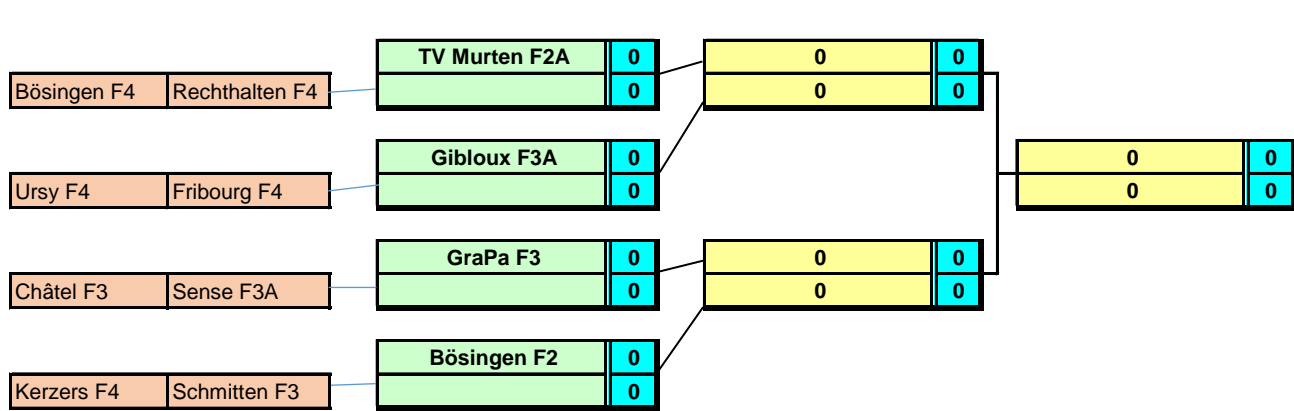 TV Murten F2A 0 0 0
Bösingen F4 Rechthalten F4 0 0 0
Gibloux F3A 0 0 0
Ursy F4 Fribourg F4 0 0 0
GraPa F3 0 0 0
Châtel F3 Sense F3A 0 0 0
Bösingen F2 0
Kerzers F4 Schmitten F3 0